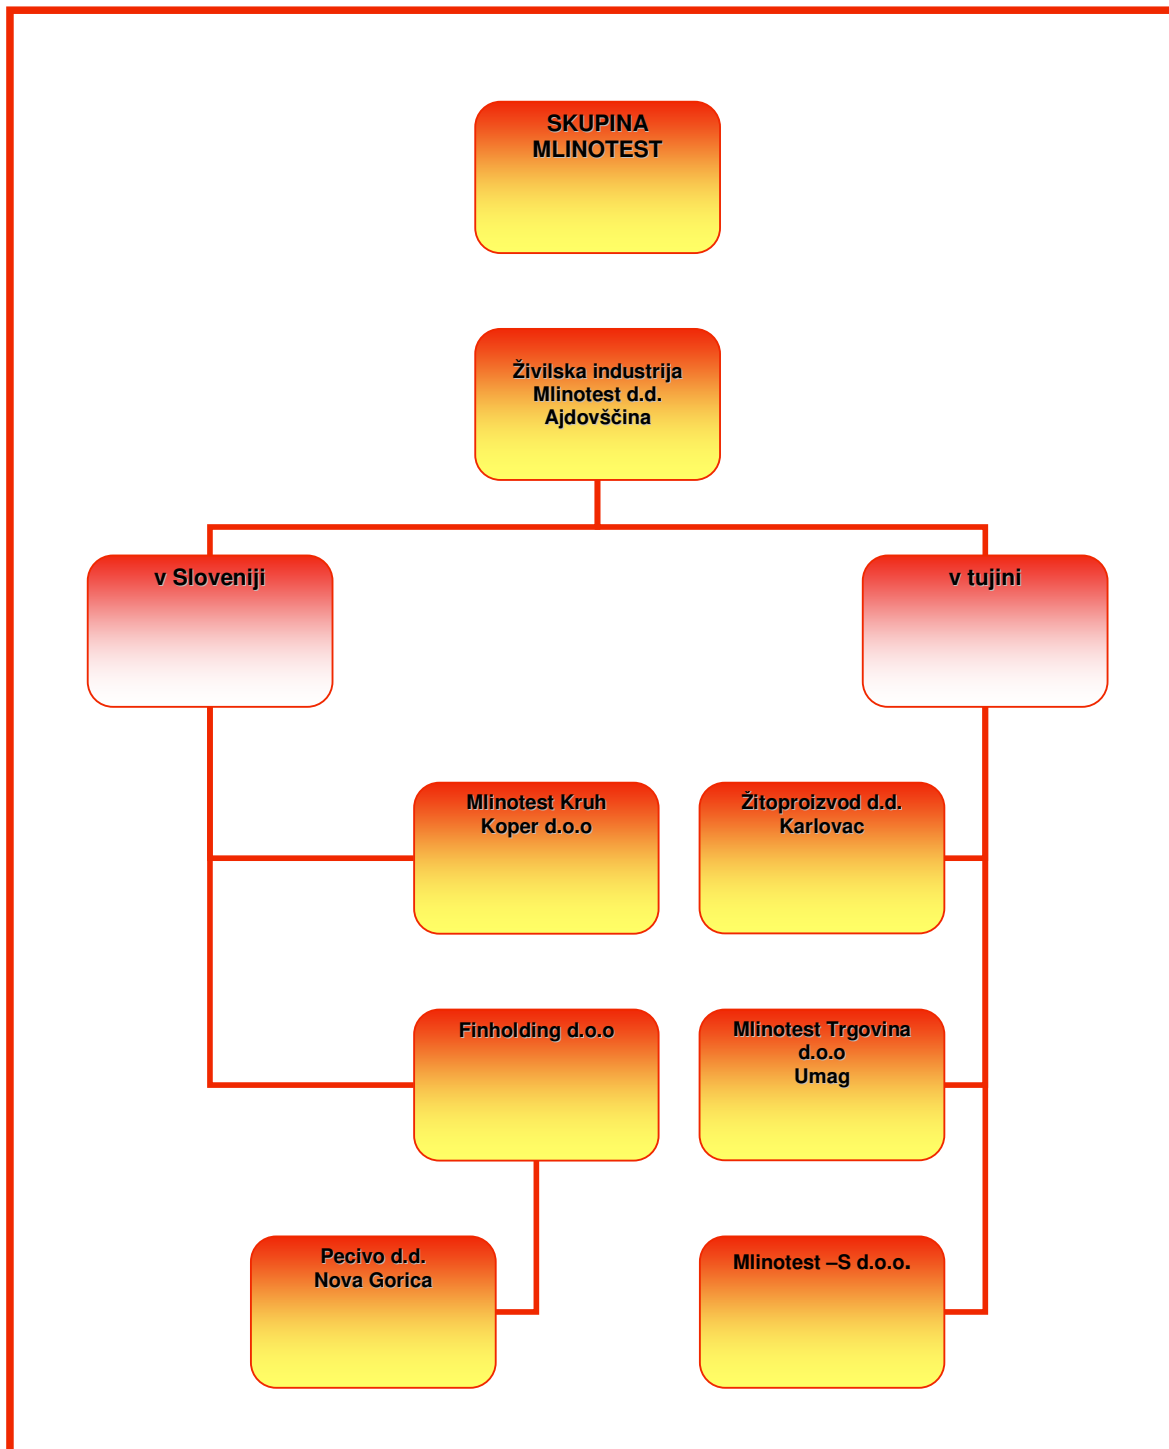 SKUPINA
MLINOTEST
Živilska industrija
Mlinotest d.d.
Ajdovščina
v Sloveniji
v tujini
Mlinotest Kruh
Koper d.o.o
Žitoproizvod d.d.
Karlovac
Finholding d.o.o
Mlinotest Trgovina
d.o.o
Umag
Pecivo d.d.
Nova Gorica
Mlinotest –S d.o.o.